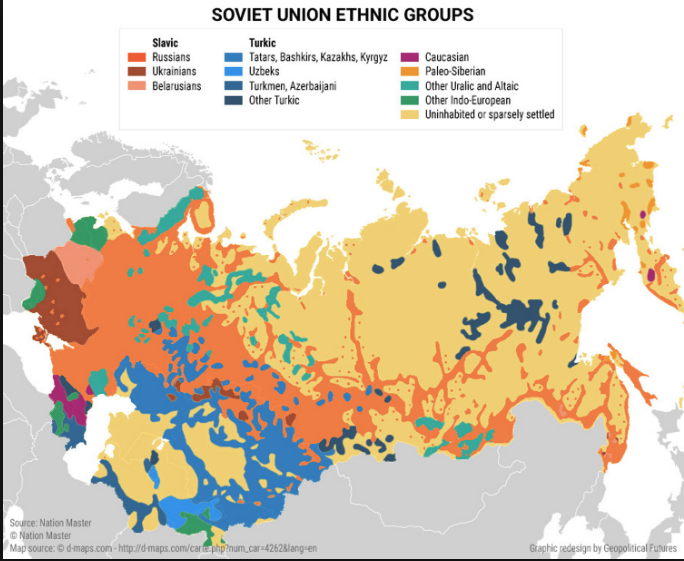 SOVIET UNION ETHNIC GROUPS
Slavic
Russians
Ukrainians
Belarusians
Turkic
Tatars, Bashkirs, Kazakhs, Kyrgyz
Uzbeks
Turkmen, Azerbaijani
Other Turkic
Caucasian
Paleo-Siberian
Other Uralic and Altaic
Other Indo-European
Uninhabited or sparsely settled
Source: Nation Master
© Nation Master
Map source: © d-maps.com - http://d-maps.com/carte.php?num_car=4262&lang=en
Graphic redesign by Geopolitical Futures